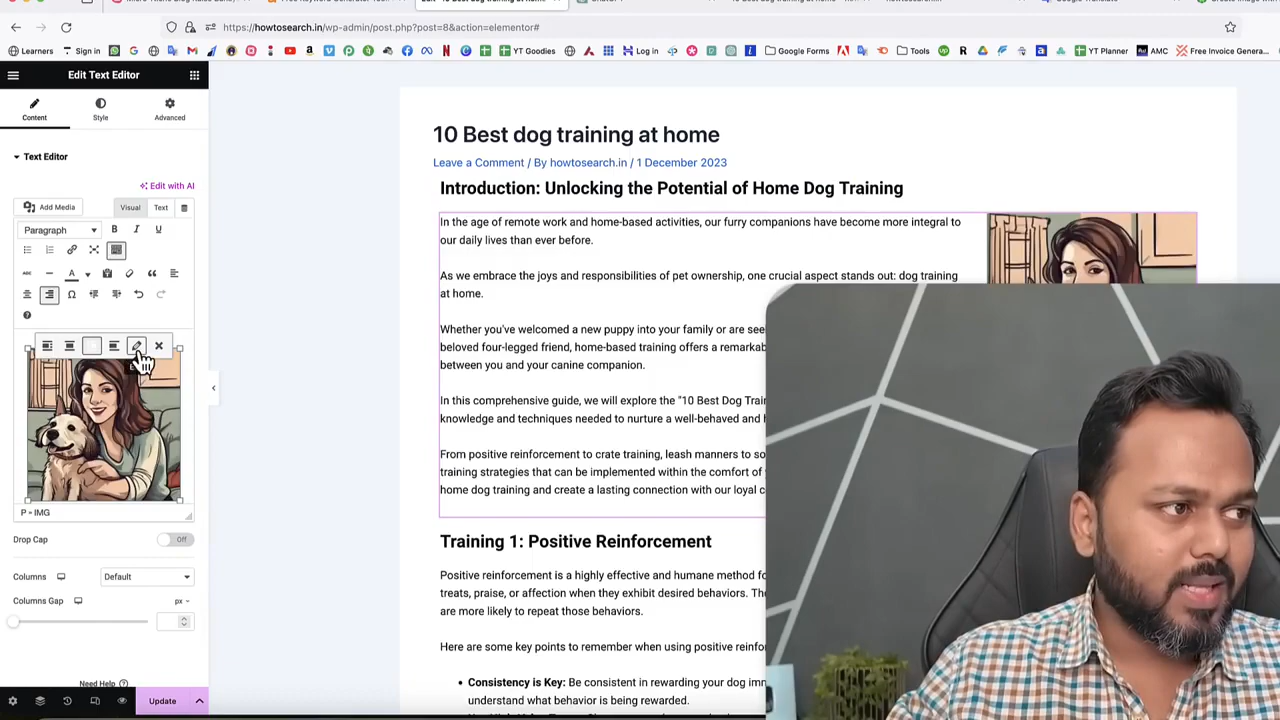 https://howtosearch.in/wp-admin/post.php?post=8&action=elementor#
Learners
Sign in
YT Goodies
Log in
Google Forms
Tools
YT Planner
AMC
Free Invoice Genera...
Edit Text Editor
Content
Style
Advanced
Text Editor
Edit with AI
Add Media
Visual
Text
Paragraph
B
I
U
ABC
A
P » IMG
Drop Cap
Off
Columns
Default
Columns Gap
px
Need Help
Update
10 Best dog training at home
Leave a Comment / By howtosearch.in / 1 December 2023
Introduction: Unlocking the Potential of Home Dog Training
In the age of remote work and home-based activities, our furry companions have become more integral to
our daily lives than ever before.
As we embrace the joys and responsibilities of pet ownership, one crucial aspect stands out: dog training
at home.
Whether you've welcomed a new puppy into your family or are
beloved four-legged friend, home-based training offers a
between you and your canine companion.
In this comprehensive guide, we will explore the "10 Best Dog
knowledge and techniques needed to nurture a well-behaved and
From positive reinforcement to crate training, leash manners to
training strategies that can be implemented within the comfort of
home dog training and create a lasting connection with our loyal
Training 1: Positive Reinforcement
Positive reinforcement is a highly effective and humane method
treats, praise, or affection when they exhibit desired behaviors.
are more likely to repeat those behaviors.
Here are some key points to remember when using positive
• Consistency is Key: Be consistent in rewarding your dog
understand what behavior is being rewarded.